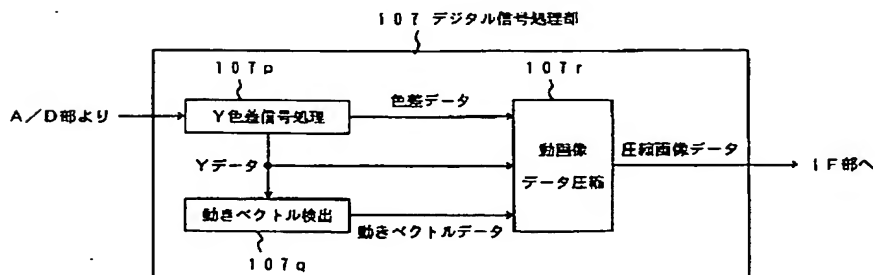 107 デジタル信号処理部
107p
107r
A/D部より
Y色差信号処理
色差データ
Yデータ
動画像
データ圧縮
圧縮画像データ
IF部へ
動きベクトル検出
動きベクトルデータ
107q